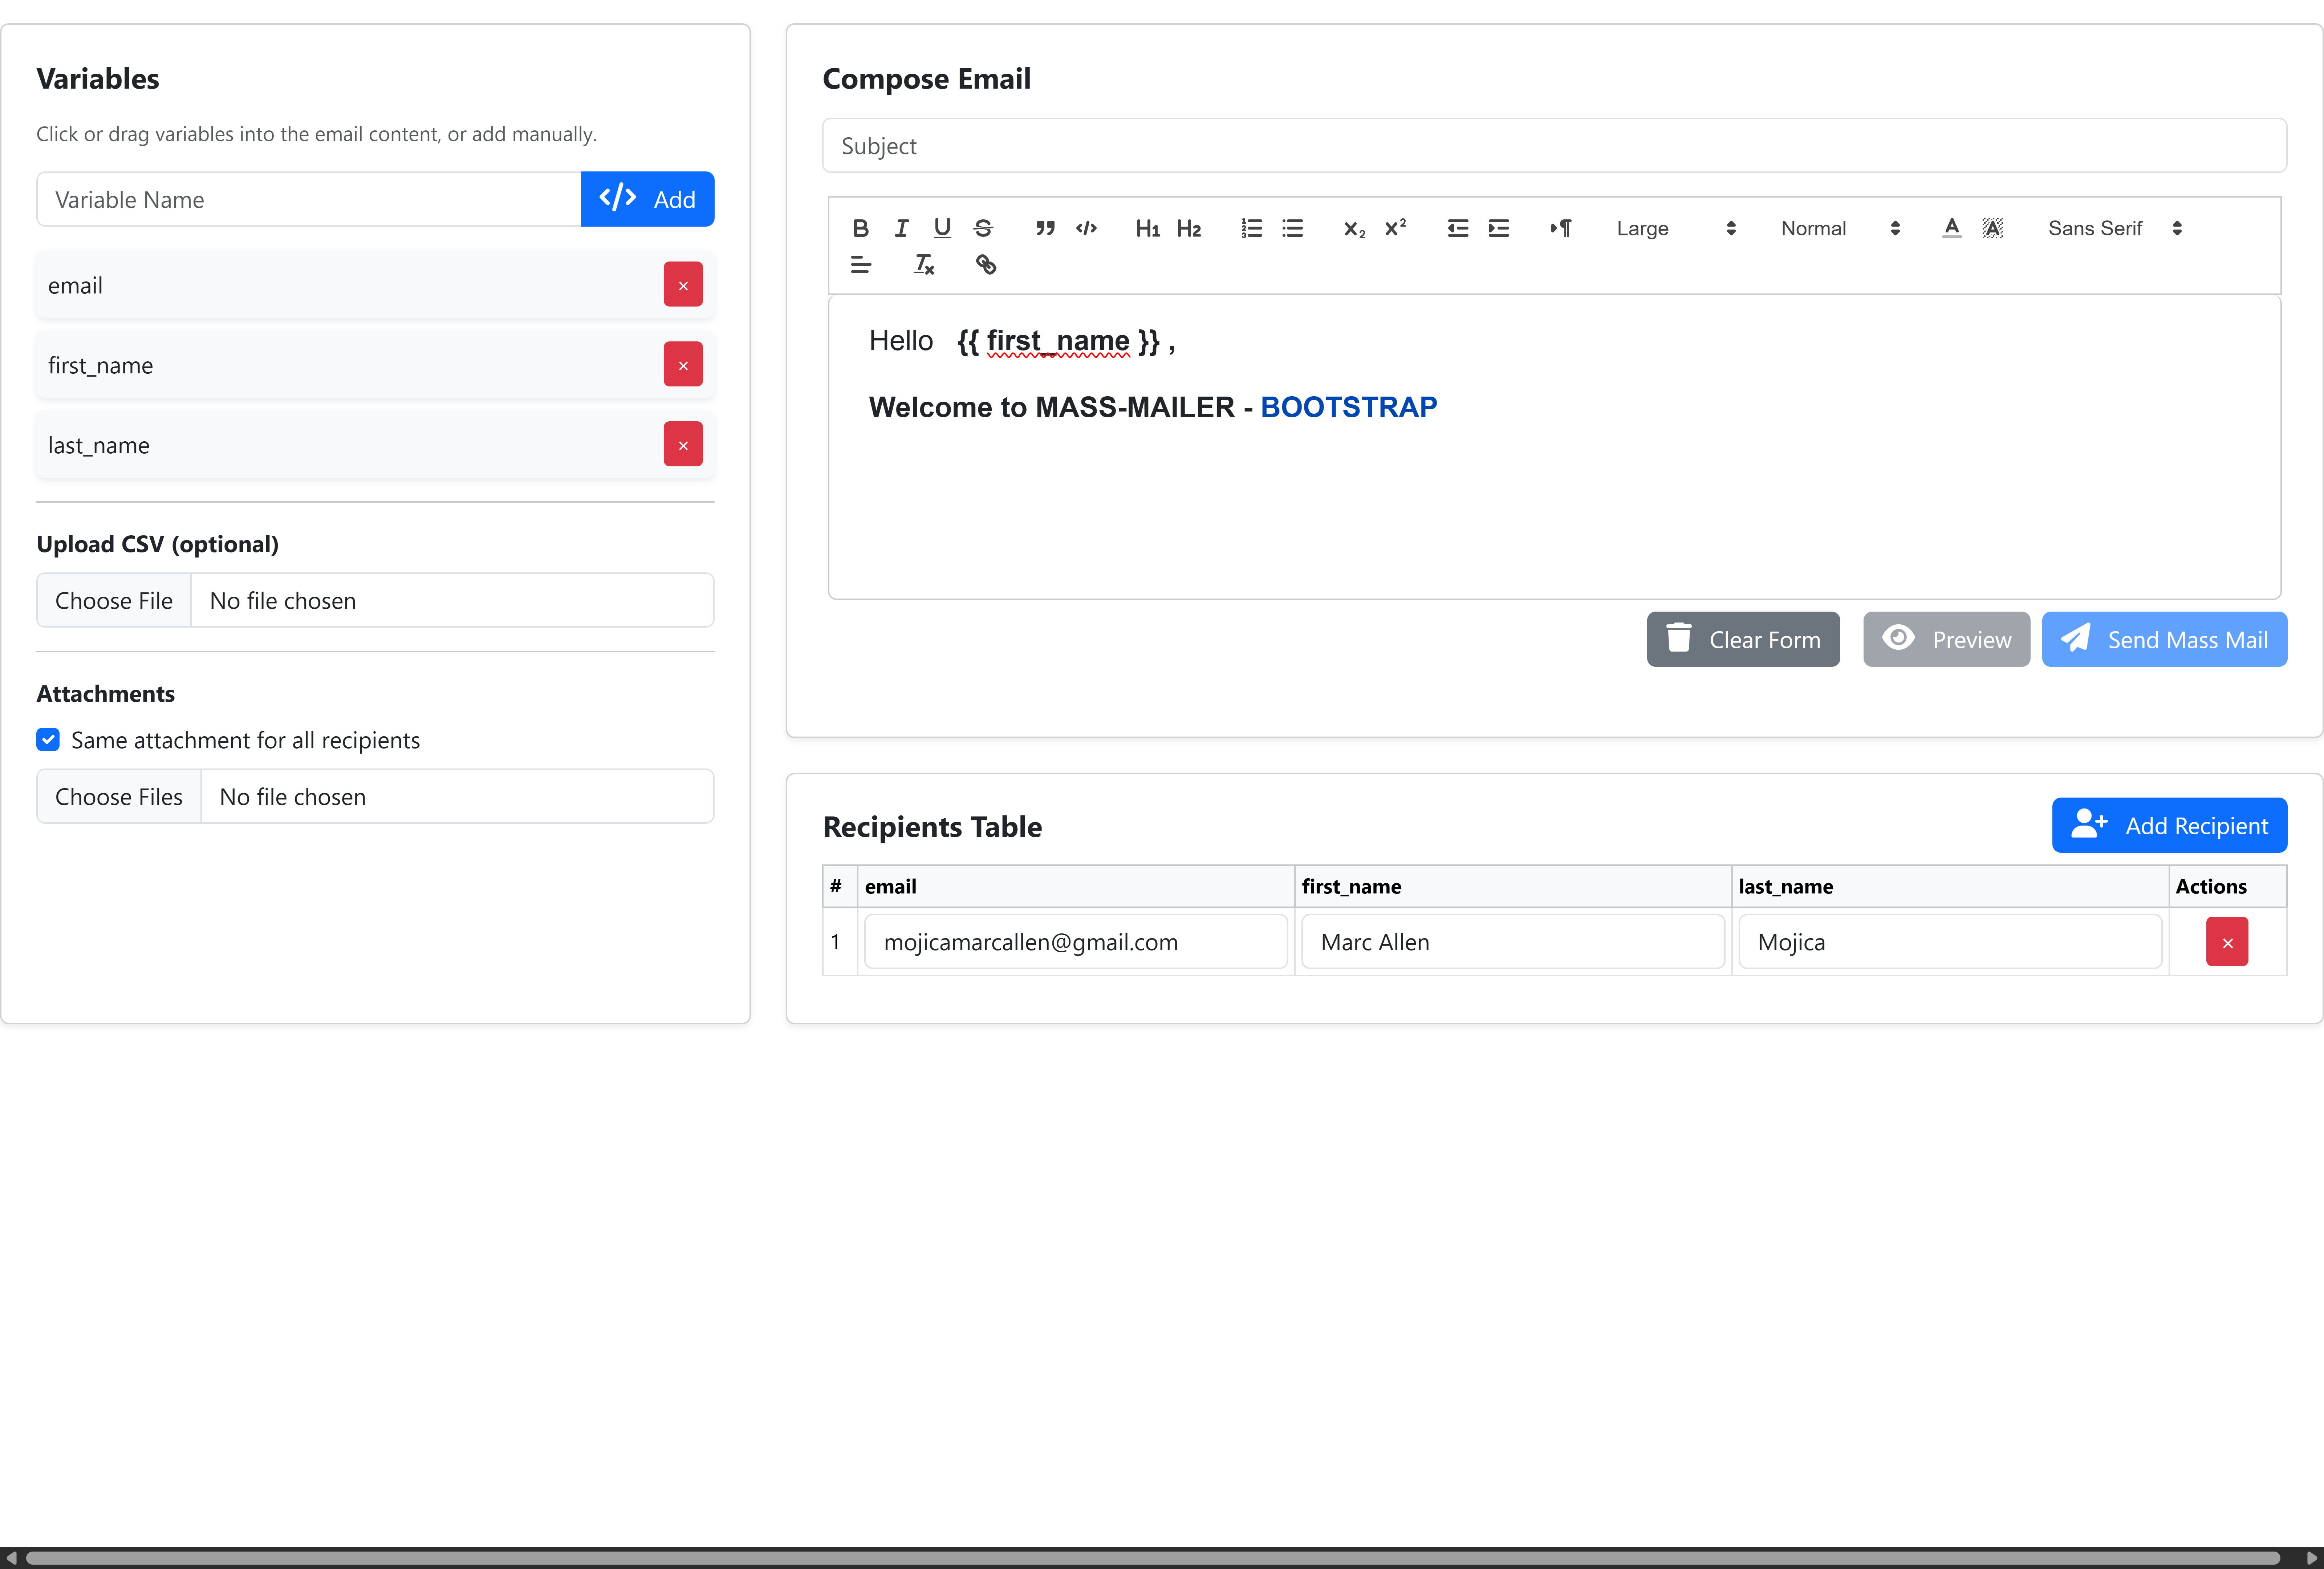 Variables
Click or drag variables into the email content, or add manually.
Variable Name
</> Add
email ×
first_name ×
last_name ×
Upload CSV (optional)
Choose File No file chosen
Attachments
Same attachment for all recipients
Choose Files No file chosen
Compose Email
Subject
B I U S ” </> H1 H2 x2 x2 ¶ Large Normal A A Sans Serif
Tx
Hello {{ first_name }} ,
Welcome to MASS-MAILER - BOOTSTRAP
Clear Form Preview Send Mass Mail
Recipients Table
Add Recipient
# email first_name last_name Actions
1 mojicamarcallen@gmail.com Marc Allen Mojica ×